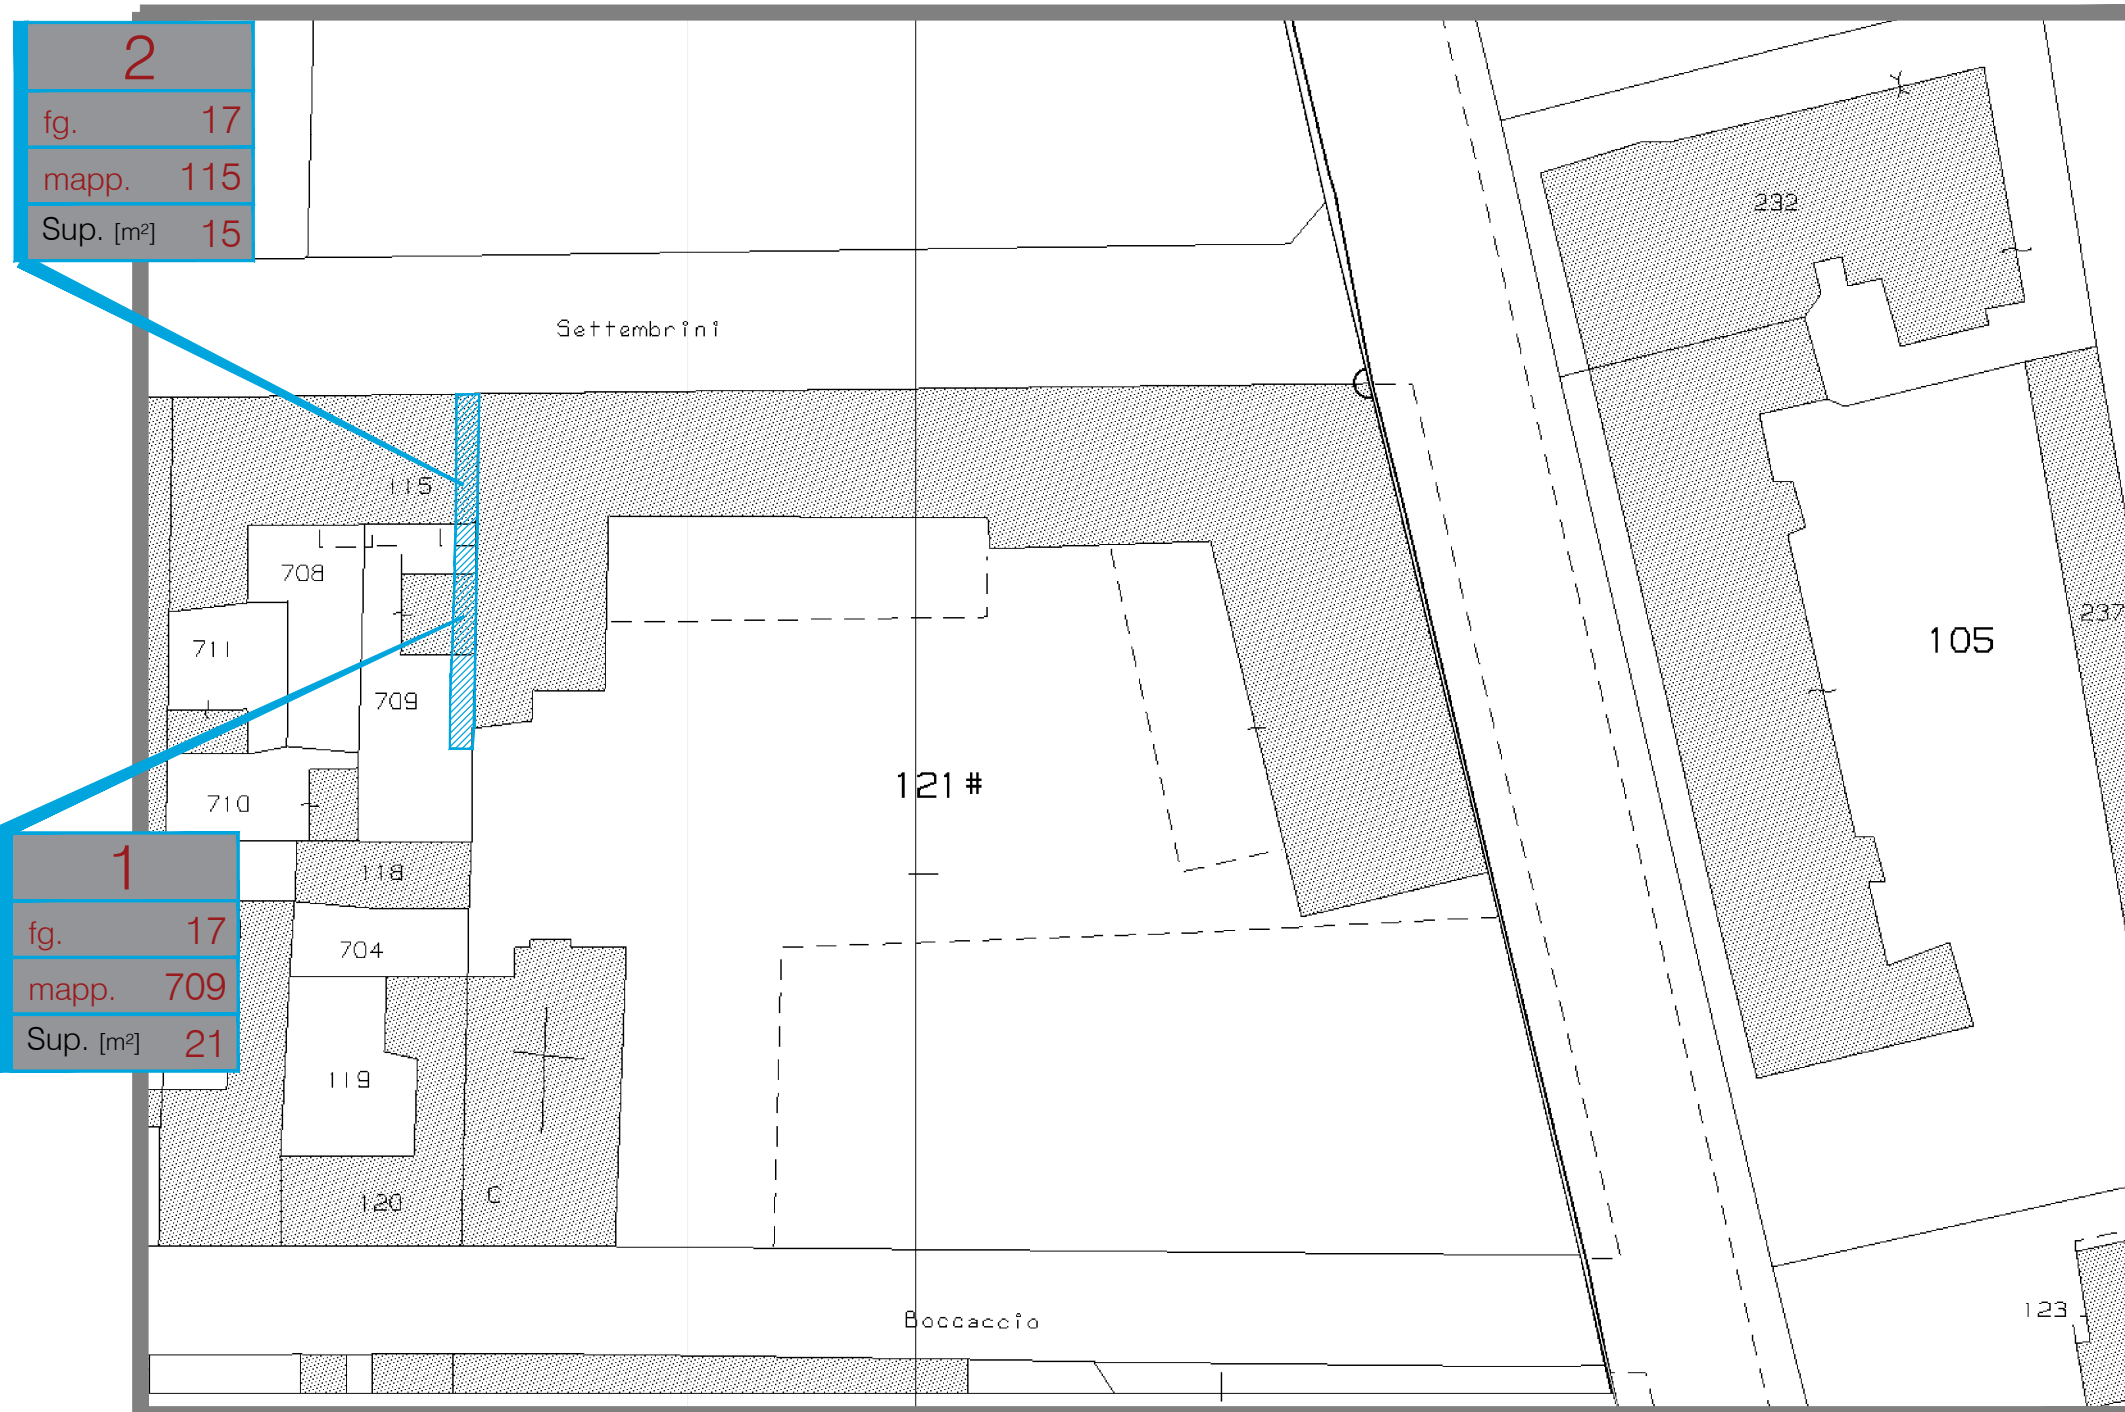 2
fg. 17
mapp. 115
Sup. [m²] 15
232
Settembrini
115
708
237
711
105
709
121 #
710
1
fg. 17
mapp. 709
Sup. [m²] 21
118
704
119
120
C
123
Boccaccio